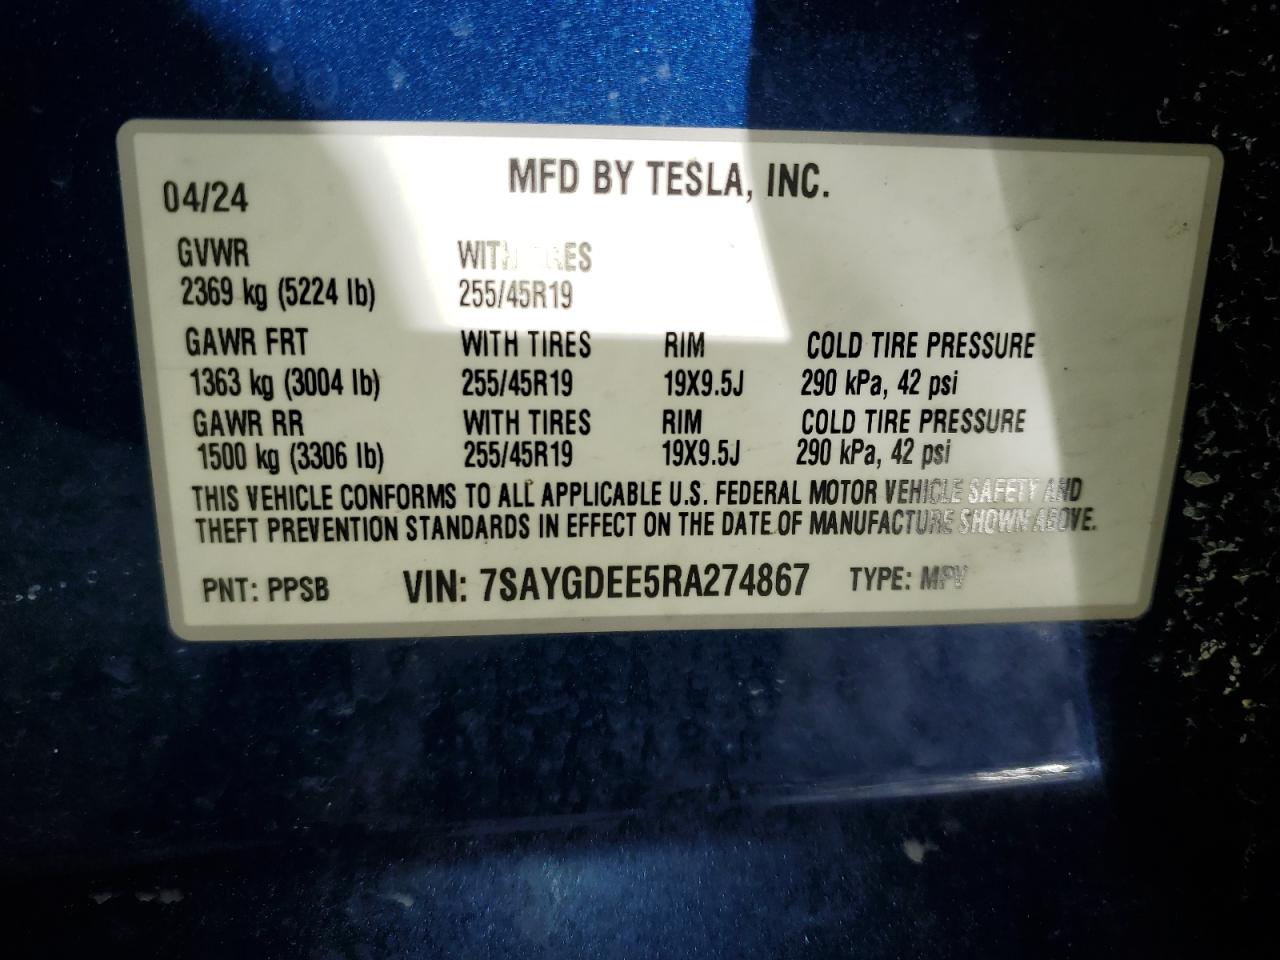 MFD BY TESLA, INC.
04/24
GVWR WITH TIRES
2369 kg (5224 lb) 255/45R19
GAWR FRT WITH TIRES RIM COLD TIRE PRESSURE
1363 kg (3004 lb) 255/45R19 19X9.5J 290 kPa, 42 psi
GAWR RR WITH TIRES RIM COLD TIRE PRESSURE
1500 kg (3306 lb) 255/45R19 19X9.5J 290 kPa, 42 psi
THIS VEHICLE CONFORMS TO ALL APPLICABLE U.S. FEDERAL MOTOR VEHICLE SAFETY AND
THEFT PREVENTION STANDARDS IN EFFECT ON THE DATE OF MANUFACTURE SHOWN ABOVE.
PNT: PPSB VIN: 7SAYGDEE5RA274867 TYPE: MPV